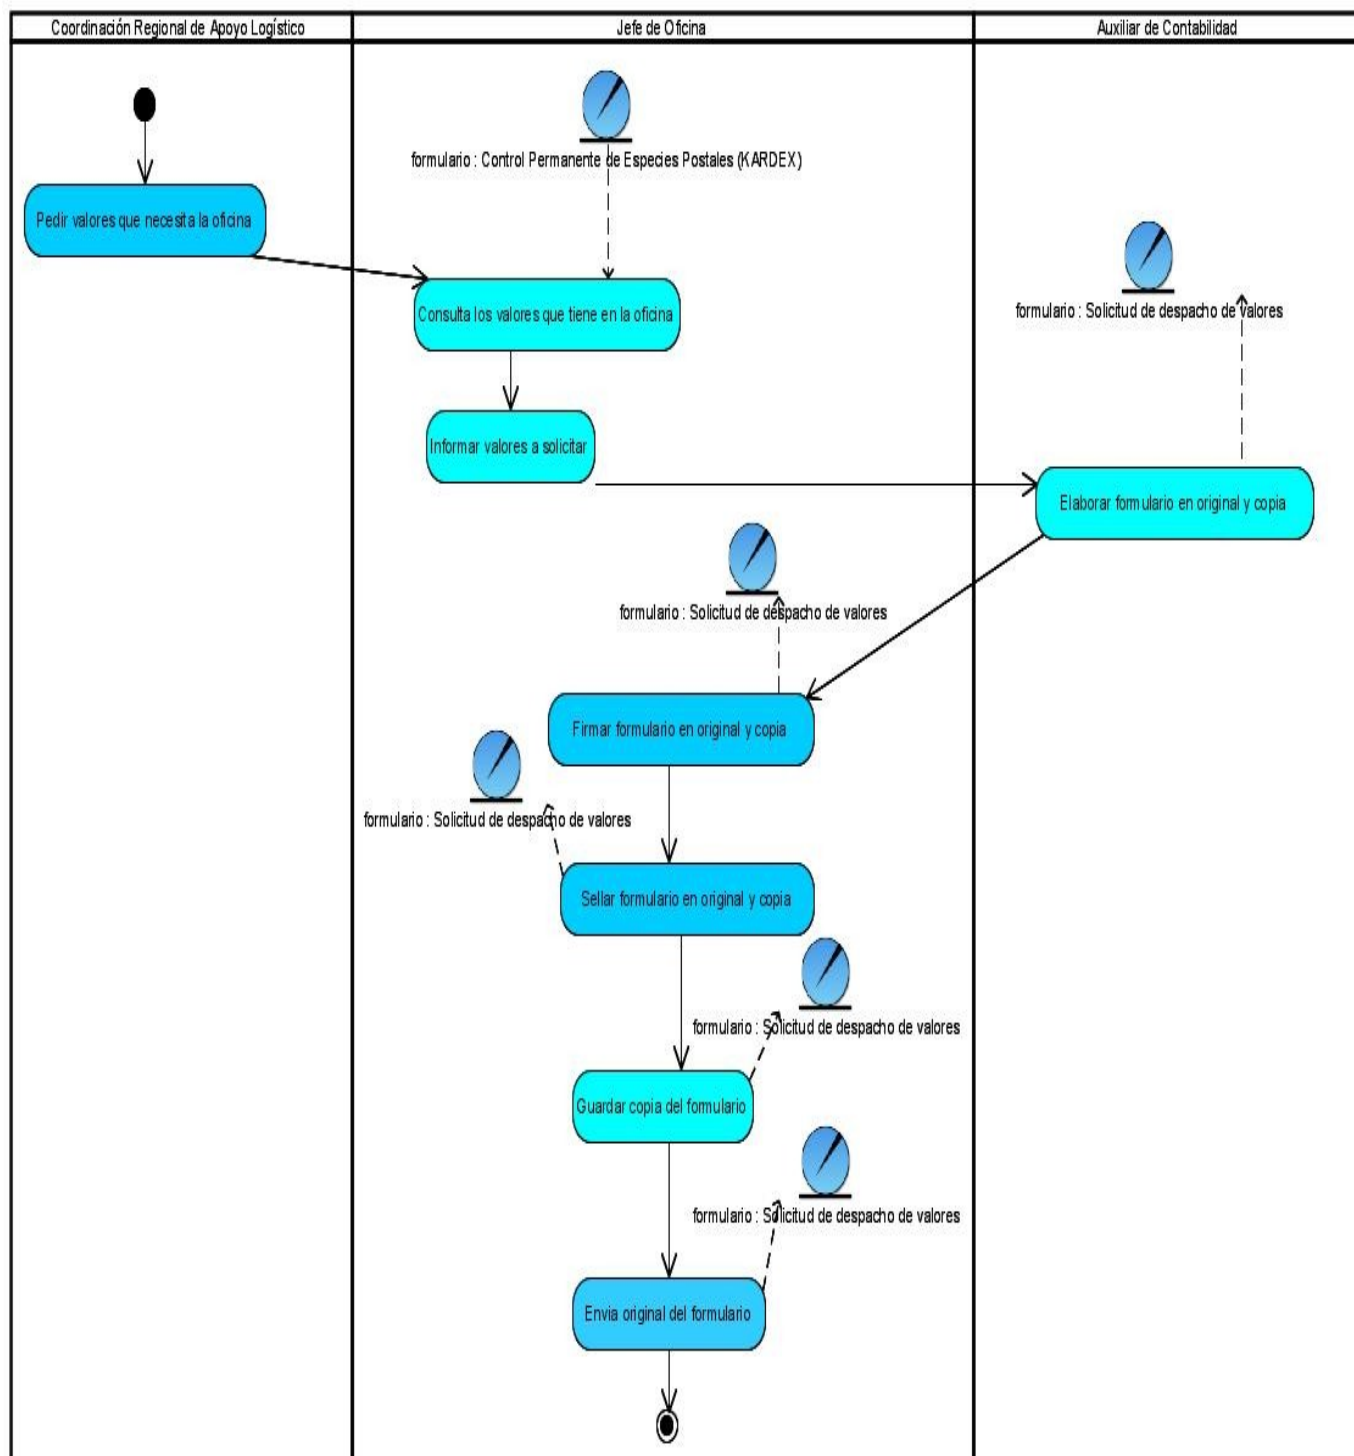 Coordinación Regional de Apoyo Logístico
Jefe de Oficina
Auxiliar de Contabilidad
formulario : Control Permanente de Especies Postales (KARDEX)
Pedir valores que necesita la oficina
Consulta los valores que tiene en la oficina
formulario : Solicitud de despacho de valores
Informar valores a solicitar
Elaborar formulario en original y copia
formulario : Solicitud de despacho de valores
Firmar formulario en original y copia
formulario : Solicitud de despacho de valores
Sellar formulario en original y copia
formulario : Solicitud de despacho de valores
Guardar copia del formulario
formulario : Solicitud de despacho de valores
Envia original del formulario